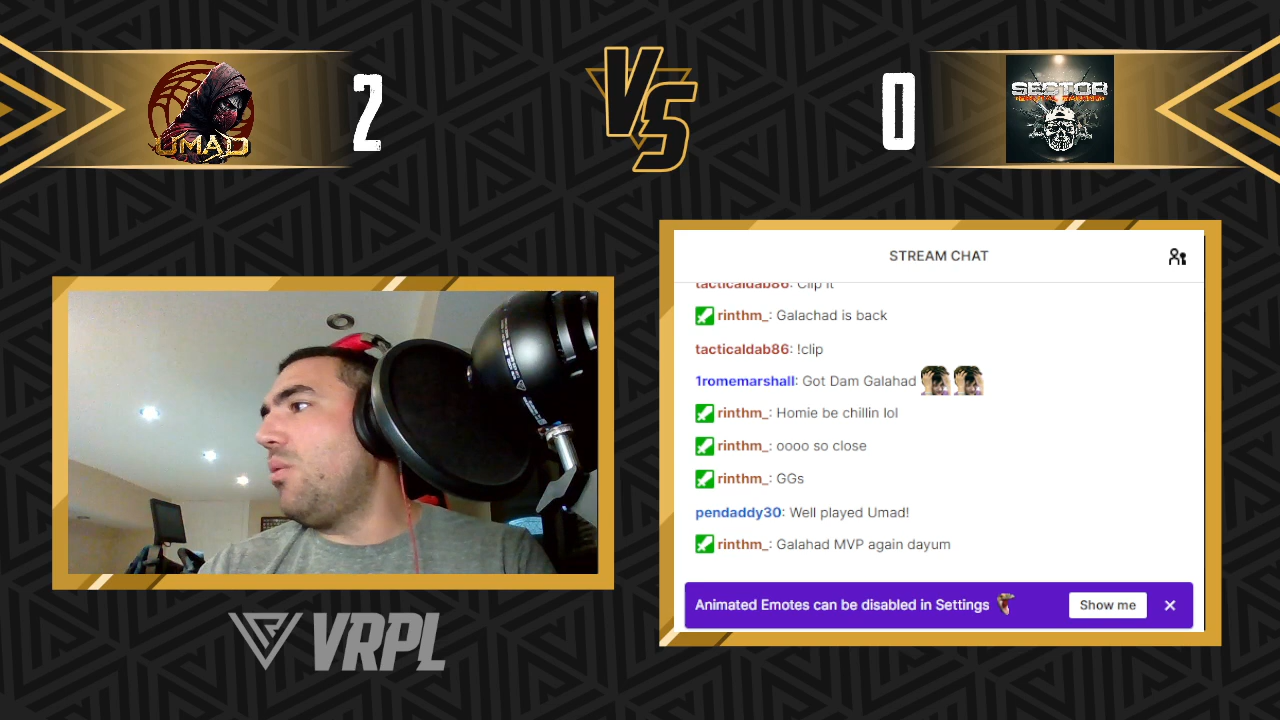 UMAD
2
VS
0
SECTOR
STREAM CHAT
tacticaldab86: Clip it
rinthm_: Galachad is back
tacticaldab86: !clip
1romemarshall: Got Dam Galahad
rinthm_: Homie be chillin lol
rinthm_: oooo so close
rinthm_: GGs
pendaddy30: Well played Umad!
rinthm_: Galahad MVP again dayum
Animated Emotes can be disabled in Settings
Show me
VRPL